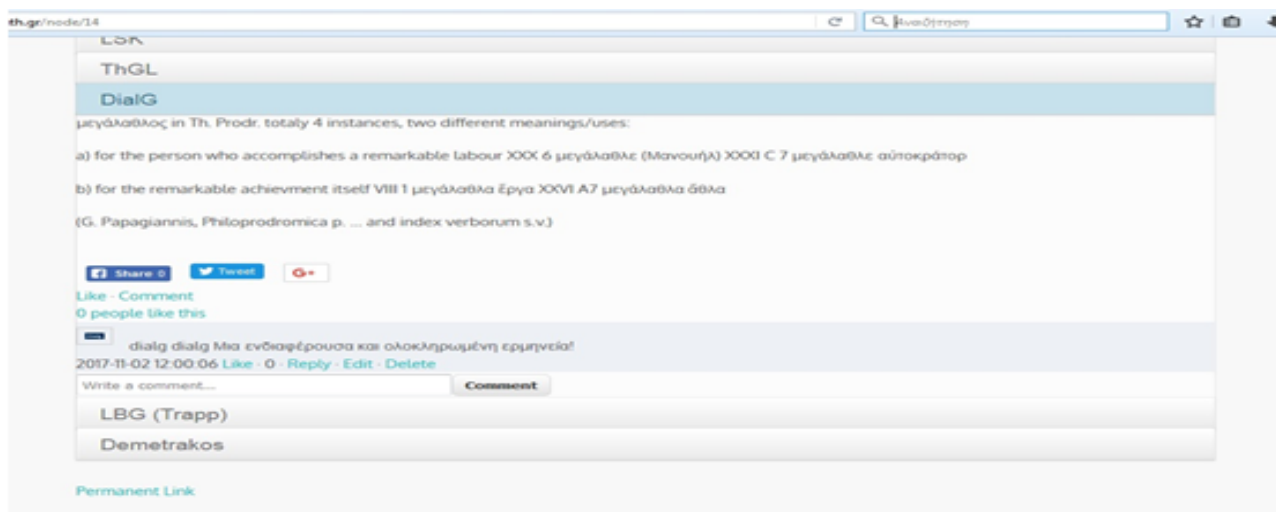 th.gr/node/14
Αναζήτηση
LSK
ThGL
DialG
μεγάλαθλος in Th. Prodr. totaly 4 instances, two different meanings/uses:
a) for the person who accomplishes a remarkable labour XXX 6 μεγάλαθλε (Μανουήλ) XXXI C 7 μεγάλαθλε αὐτοκράτορ
b) for the remarkable achievment itself VIII 1 μεγάλαθλα ἔργα XXVI A7 μεγάλαθλα ἆθλα
(G. Papagiannis, Philoprodromica p. ... and index verborum s.v.)
Share 0 Tweet G+
Like · Comment
0 people like this
dialg dialg Μια ενδιαφέρουσα και ολοκληρωμένη ερμηνεία!
2017-11-02 12:00:06 Like · 0 · Reply · Edit · Delete
Write a comment... Comment
LBG (Trapp)
Demetrakos
Permanent Link